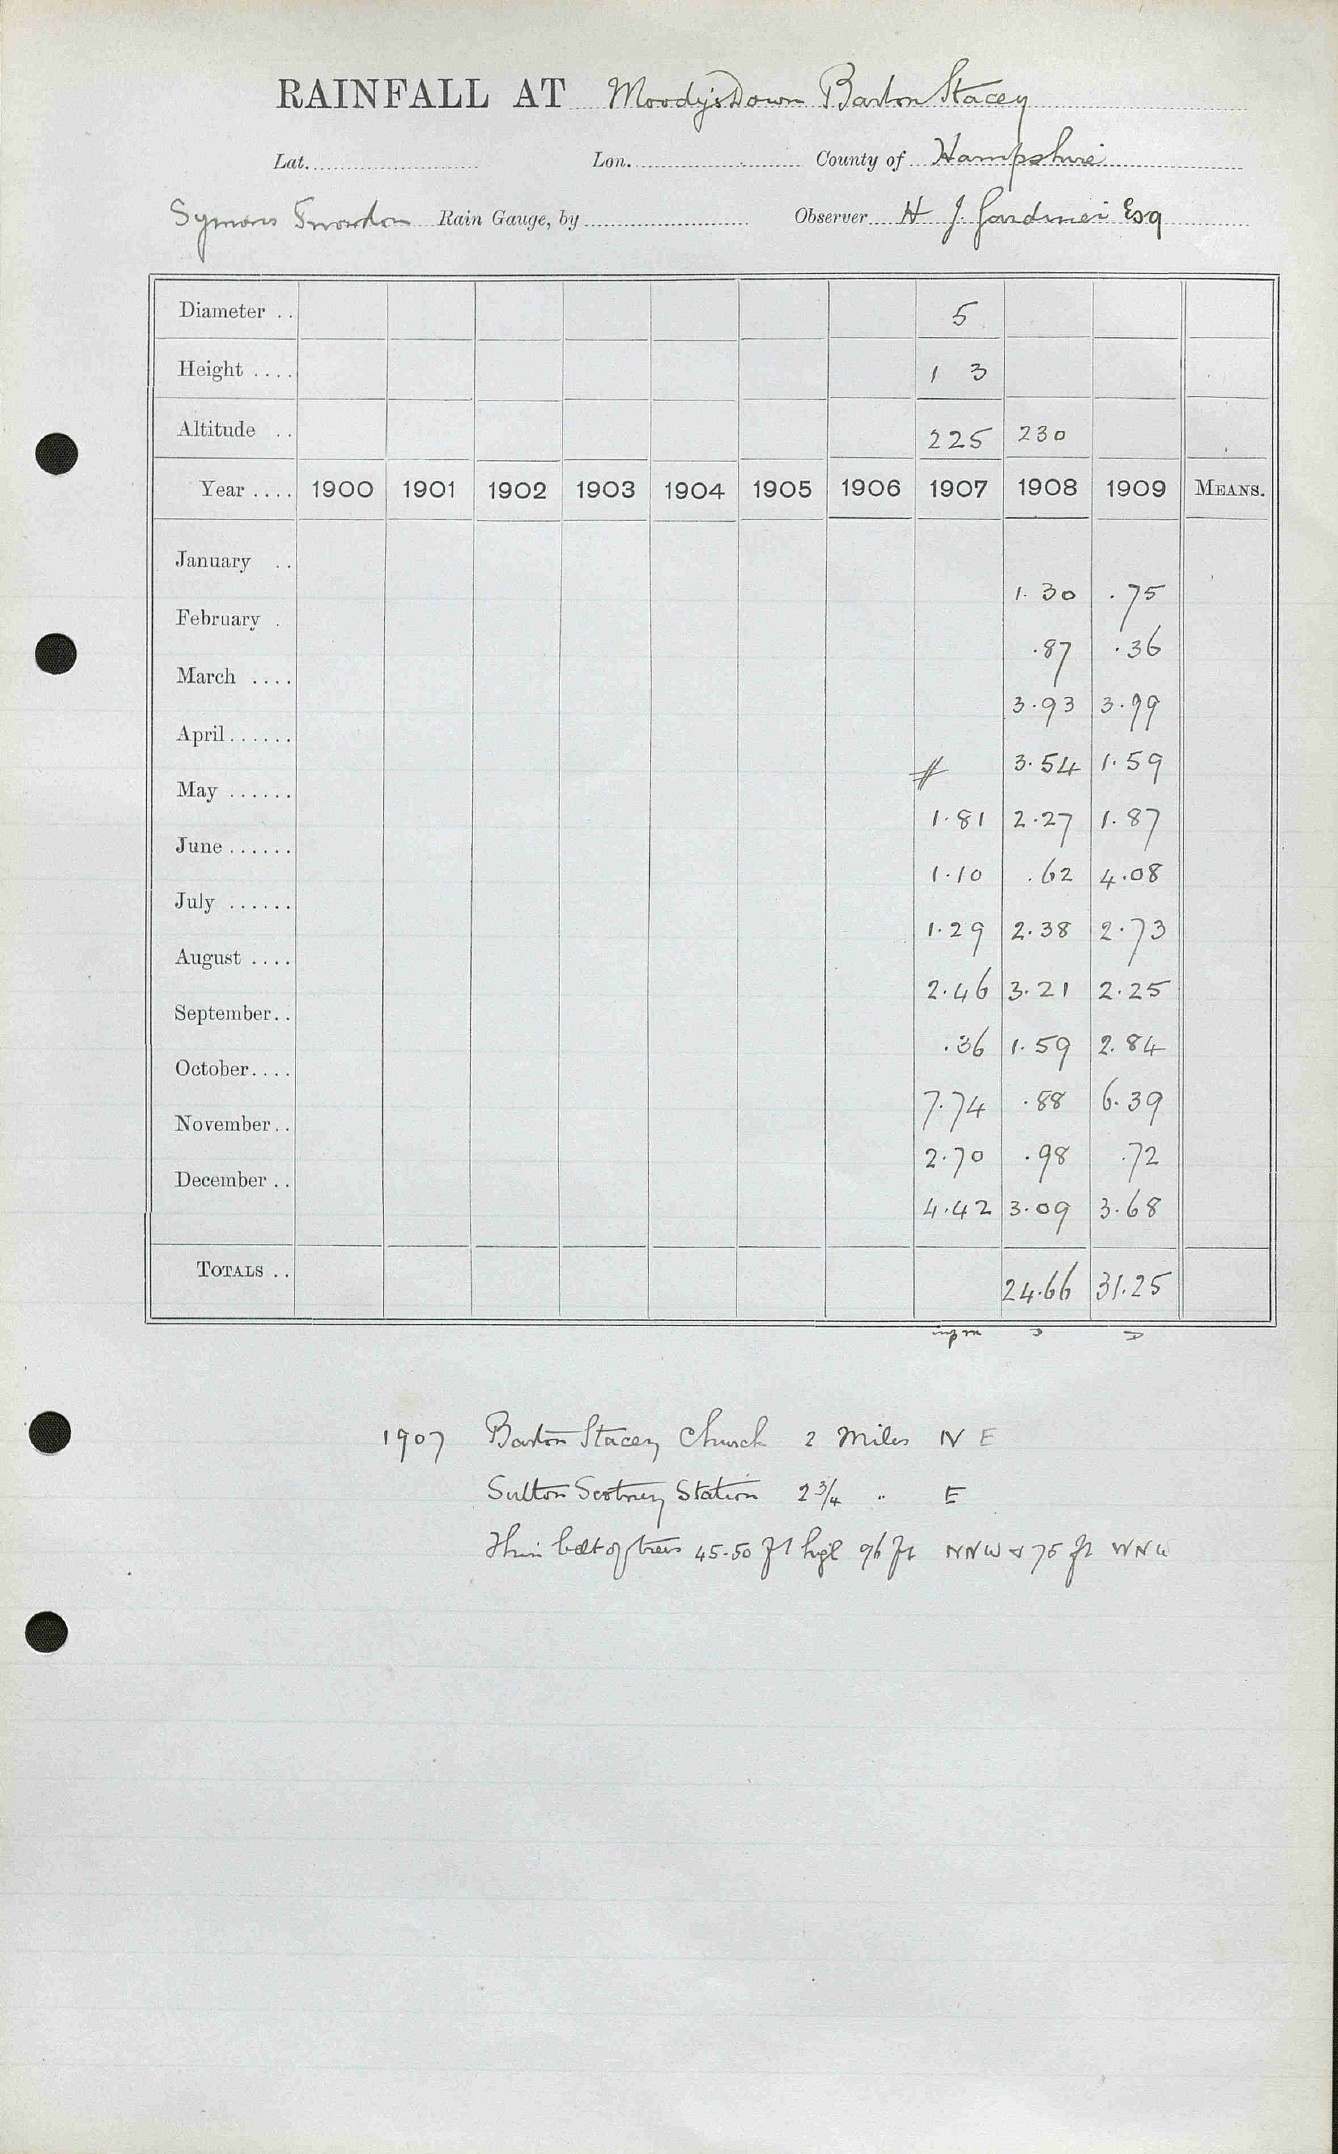 RAINFALL AT Moody's Down Barton Stacey
Lat. Lon. County of Hampshire
Symons Snowdon Rain Gauge, by Observer H J Gardiner Esq
Diameter .. 5
Height .... 1 3
Altitude .. 225 230
Year .... 1900 1901 1902 1903 1904 1905 1906 1907 1908 1909 MEANS.
January .. 1.30 .75
February . .87 .36
March .... 3.93 3.99
April...... 3.54 1.59
May ...... 1.81 2.27 1.87
June ...... 1.10 .62 4.08
July ...... 1.29 2.38 2.73
August .... 2.46 3.21 2.25
September.. .36 1.59 2.84
October.... 7.74 .88 6.39
November.. 2.70 .98 .72
December .. 4.42 3.09 3.68
TOTALS .. 24.66 31.25
1907 Barton Stacey Church 2 Miles N E
Sutton Scotney Station 2 3/4 " E
Thin belt of trees 45-50 ft high 96 ft NNW & 75 ft WNW